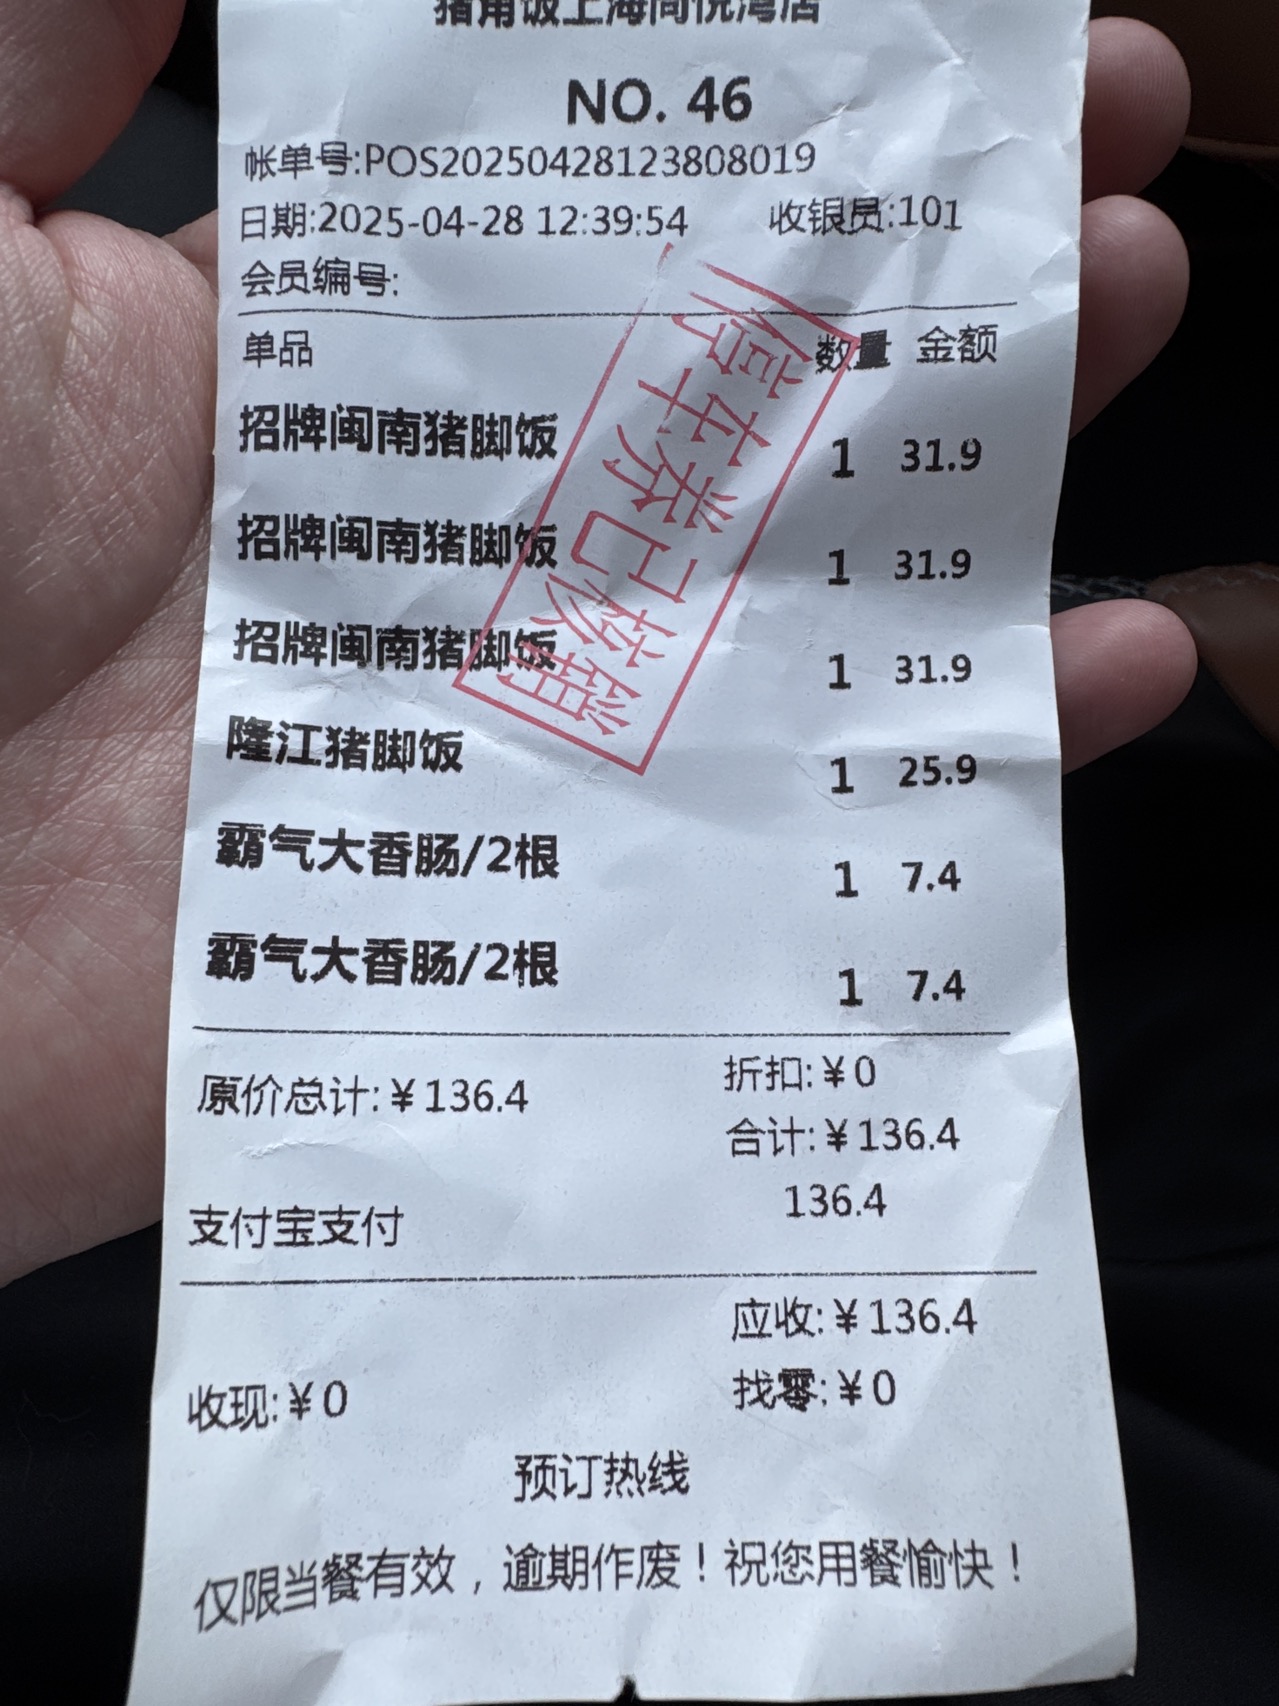 猪角饭上海尚悦湾店
NO. 46
帐单号:POS20250428123808019
日期:2025-04-28 12:39:54 收银员:101
会员编号:
单品 数量 金额
招牌闽南猪脚饭 1 31.9
招牌闽南猪脚饭 1 31.9
招牌闽南猪脚饭 1 31.9
隆江猪脚饭 1 25.9
霸气大香肠/2根 1 7.4
霸气大香肠/2根 1 7.4
停车券已核销
原价总计:¥136.4 折扣:¥0
合计:¥136.4
支付宝支付 136.4
应收:¥136.4
收现:¥0 找零:¥0
预订热线
仅限当餐有效，逾期作废！祝您用餐愉快！